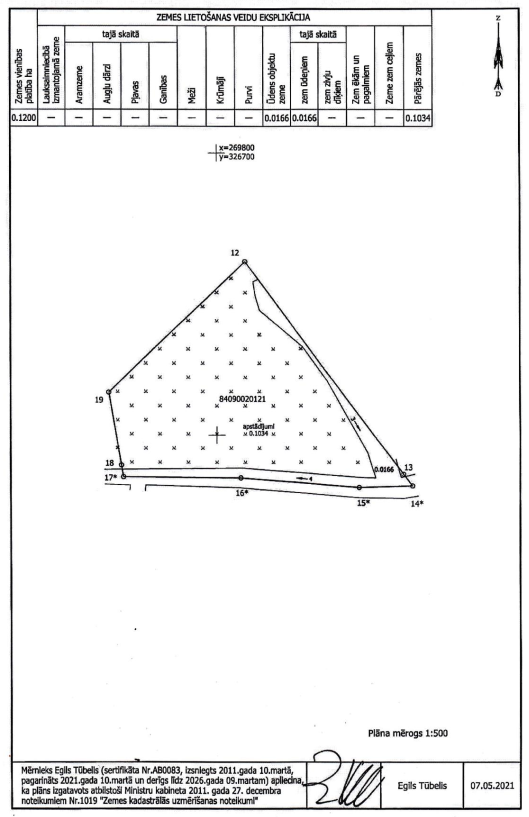 ZEMES LIETOŠANAS VEIDU EKSPLIKĀCIJA
Zemes vienības platība ha
Lauksaimniecībā izmantojamā zeme
tajā skaitā
Aramzeme
Augļu dārzi
Pļavas
Ganības
Meži
Krūmāji
Purvi
Ūdens objektu zeme
tajā skaitā
zem ūdeņiem
zem zivju dīķiem
Zem ēkām un pagalmiem
Zeme zem ceļiem
Pārējās zemes
0.1200 — — — — — — — — 0.0166 0.0166 — — — 0.1034
Z
D
x=269800
y=326700
12
19
84090020121
apstādījumi
0.1034
18
17*
0.0166
13
16*
15*
14*
Plāna mērogs 1:500
Mērnieks Egils Tūbelis (sertifikāta Nr.AB0083, izsniegts 2011.gada 10.martā,
pagarināts 2021.gada 10.martā un derīgs līdz 2026.gada 09.martam) apliecina,
ka plāns izgatavots atbilstoši Ministru kabineta 2011. gada 27. decembra
noteikumiem Nr.1019 "Zemes kadastrālās uzmērīšanas noteikumi"
Egils Tūbelis
07.05.2021